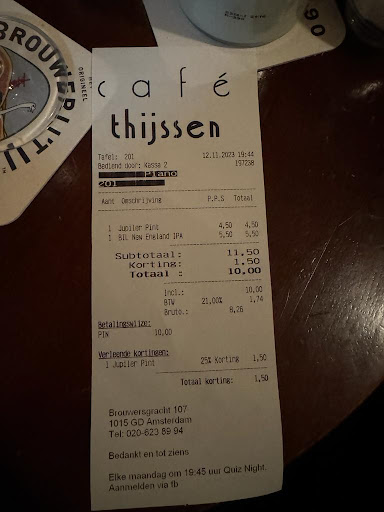 BROUWERIJ 'T IJ
ORIGINEEL
café
thijssen
Tafel: 201 12.11.2023 19:44
Bediend door: Kassa 2 197238
Piano
201
Aant Omschrijving P.P.S Totaal
1 Jupiler Pint 4,50 4,50
1 BIL New England IPA 5,50 5,50
Subtotaal: 11,50
Korting: 1,50
Totaal : 10,00
Incl.: 10,00
BTW 21,00% 1,74
Bruto.: 8,26
Betalingswijze:
PIN 10,00
Verleende kortingen:
1 Jupiler Pint 25% Korting 1,50
Totaal korting: 1,50
Brouwersgracht 107
1015 GD Amsterdam
Tel: 020-623 89 94
Bedankt en tot ziens
Elke maandag om 19:45 uur Quiz Night.
Aanmelden via fb